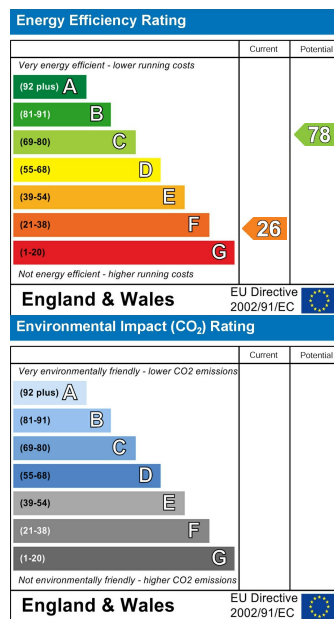 Energy Efficiency Rating
Current Potential
Very energy efficient - lower running costs
(92 plus) A
(81-91) B
(69-80) C
78
(55-68) D
(39-54) E
(21-38) F
26
(1-20) G
Not energy efficient - higher running costs
England & Wales
EU Directive
2002/91/EC
Environmental Impact (CO₂) Rating
Current Potential
Very environmentally friendly - lower CO2 emissions
(92 plus) A
(81-91) B
(69-80) C
(55-68) D
(39-54) E
(21-38) F
(1-20) G
Not environmentally friendly - higher CO2 emissions
England & Wales
EU Directive
2002/91/EC